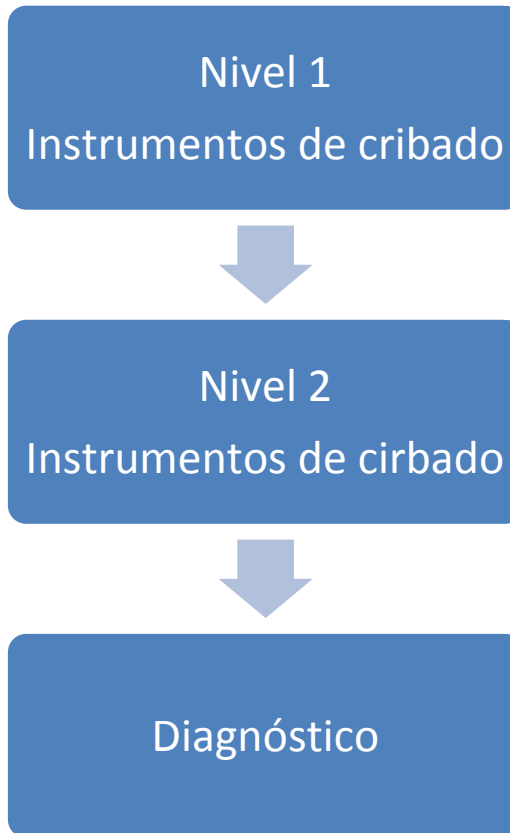 Nivel 1
Instrumentos de cribado
Nivel 2
Instrumentos de cirbado
Diagnóstico